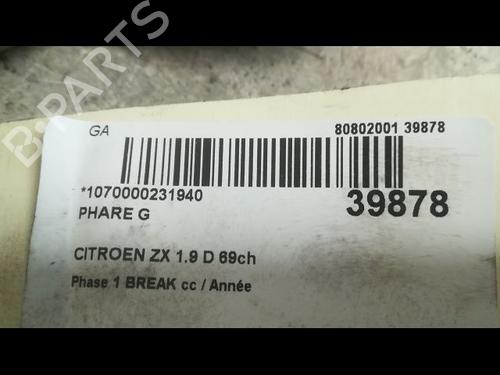 B-PARTS
GA
80802001 39878
*1070000231940
39878
PHARE G
CITROEN ZX 1.9 D 69ch
Phase 1 BREAK cc / Année